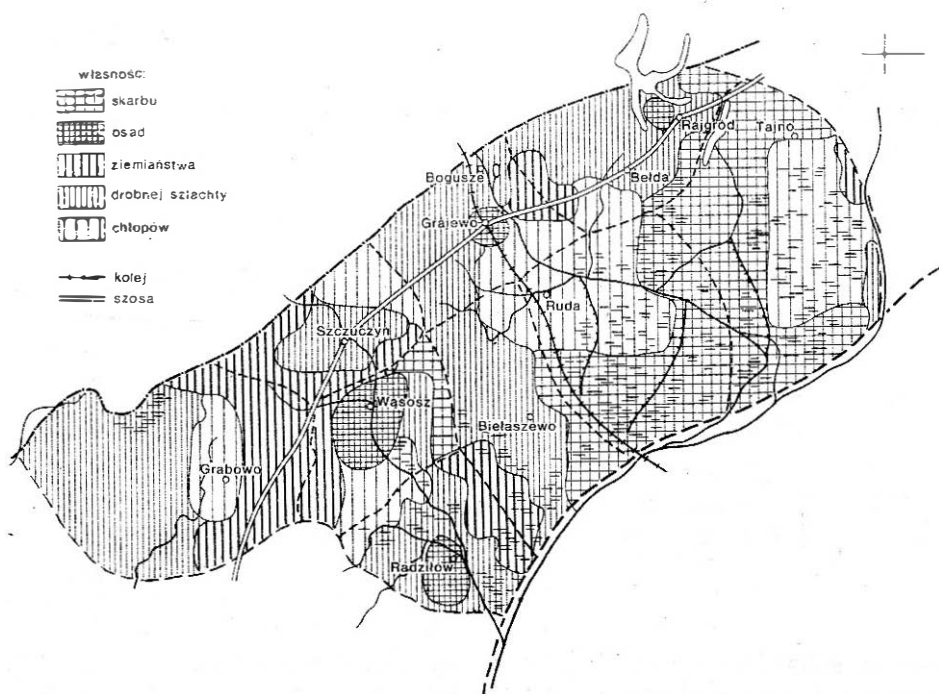 własność:
skarbu
osad
ziemiaństwa
drobnej szlachty
chłopów
kolej
szosa
Rajgród
Tajno
Bogusze
Bełda
Grajewo
Ruda
Szczuczyn
Wąsosz
Bielaszewo
Grabowo
Radziłów